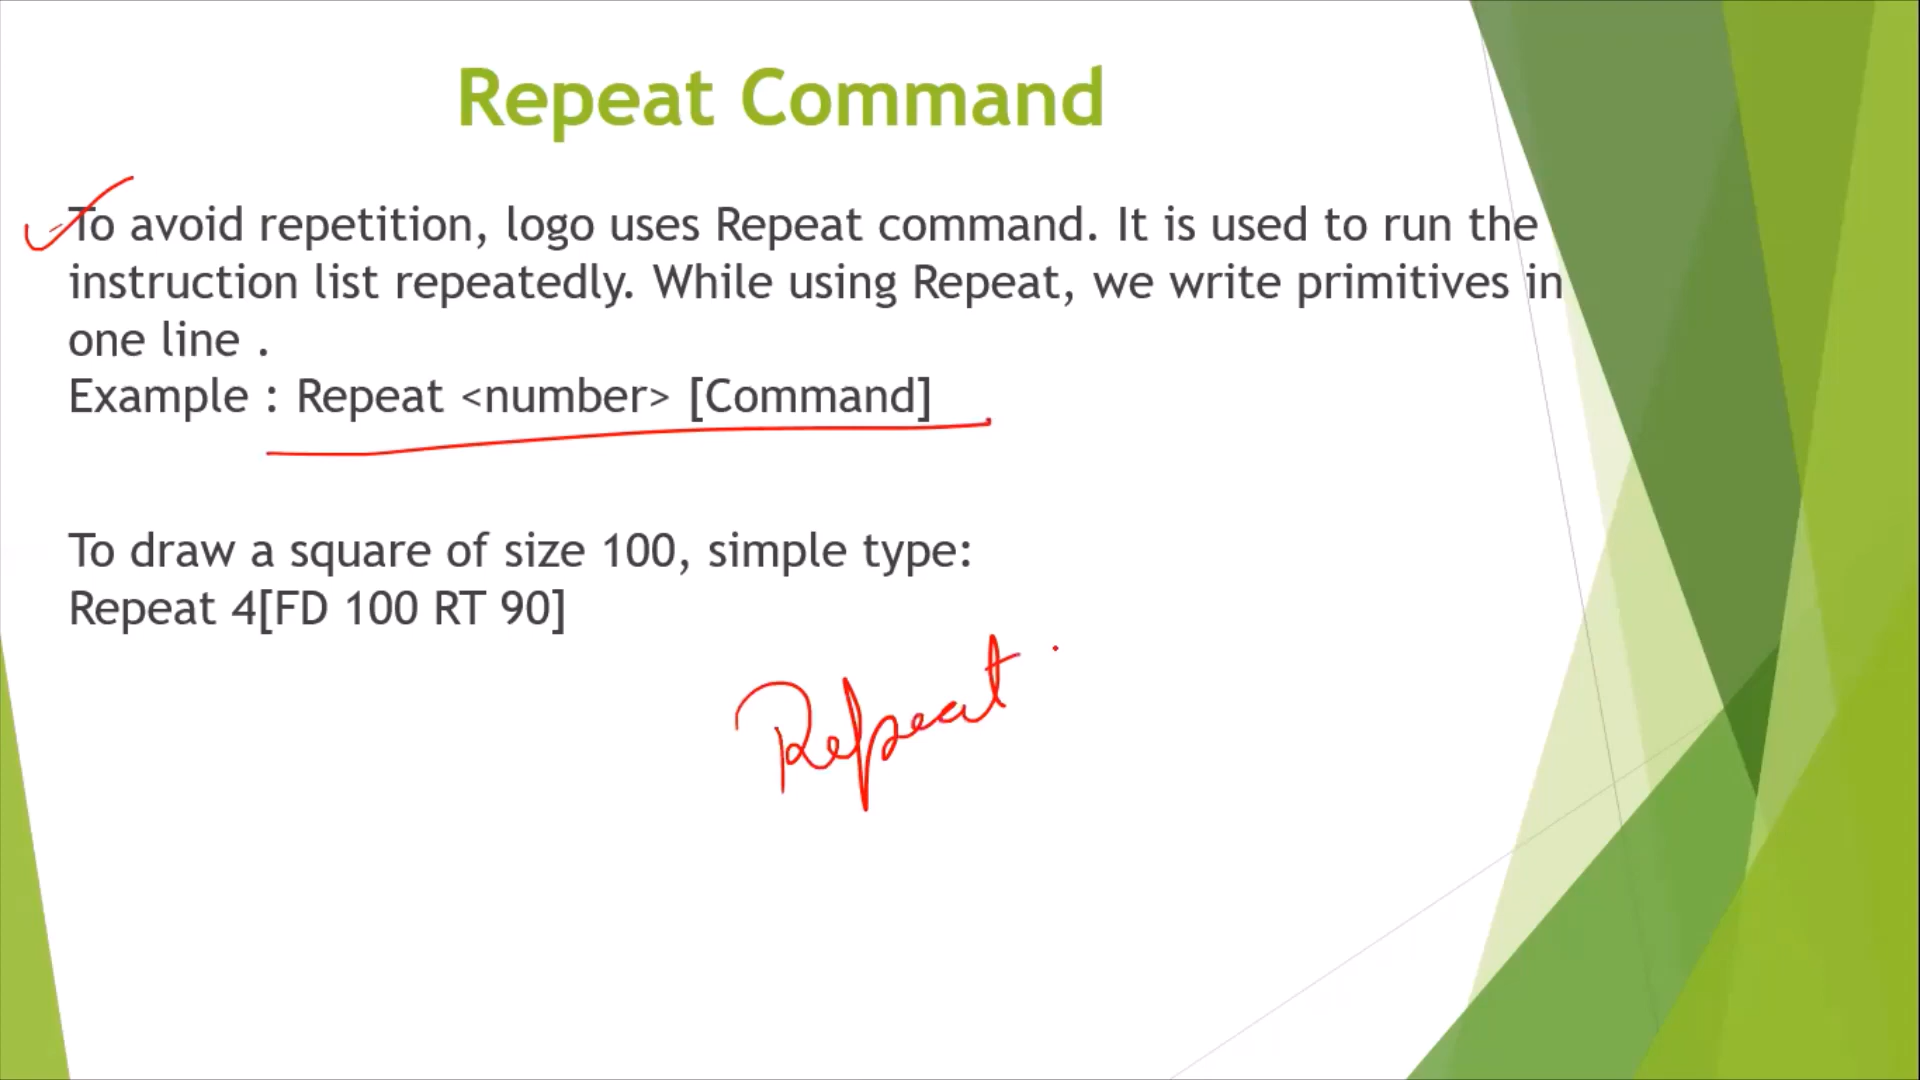 Repeat Command
To avoid repetition, logo uses Repeat command. It is used to run the
instruction list repeatedly. While using Repeat, we write primitives in
one line .
Example : Repeat <number> [Command]
To draw a square of size 100, simple type:
Repeat 4[FD 100 RT 90]
Repeat